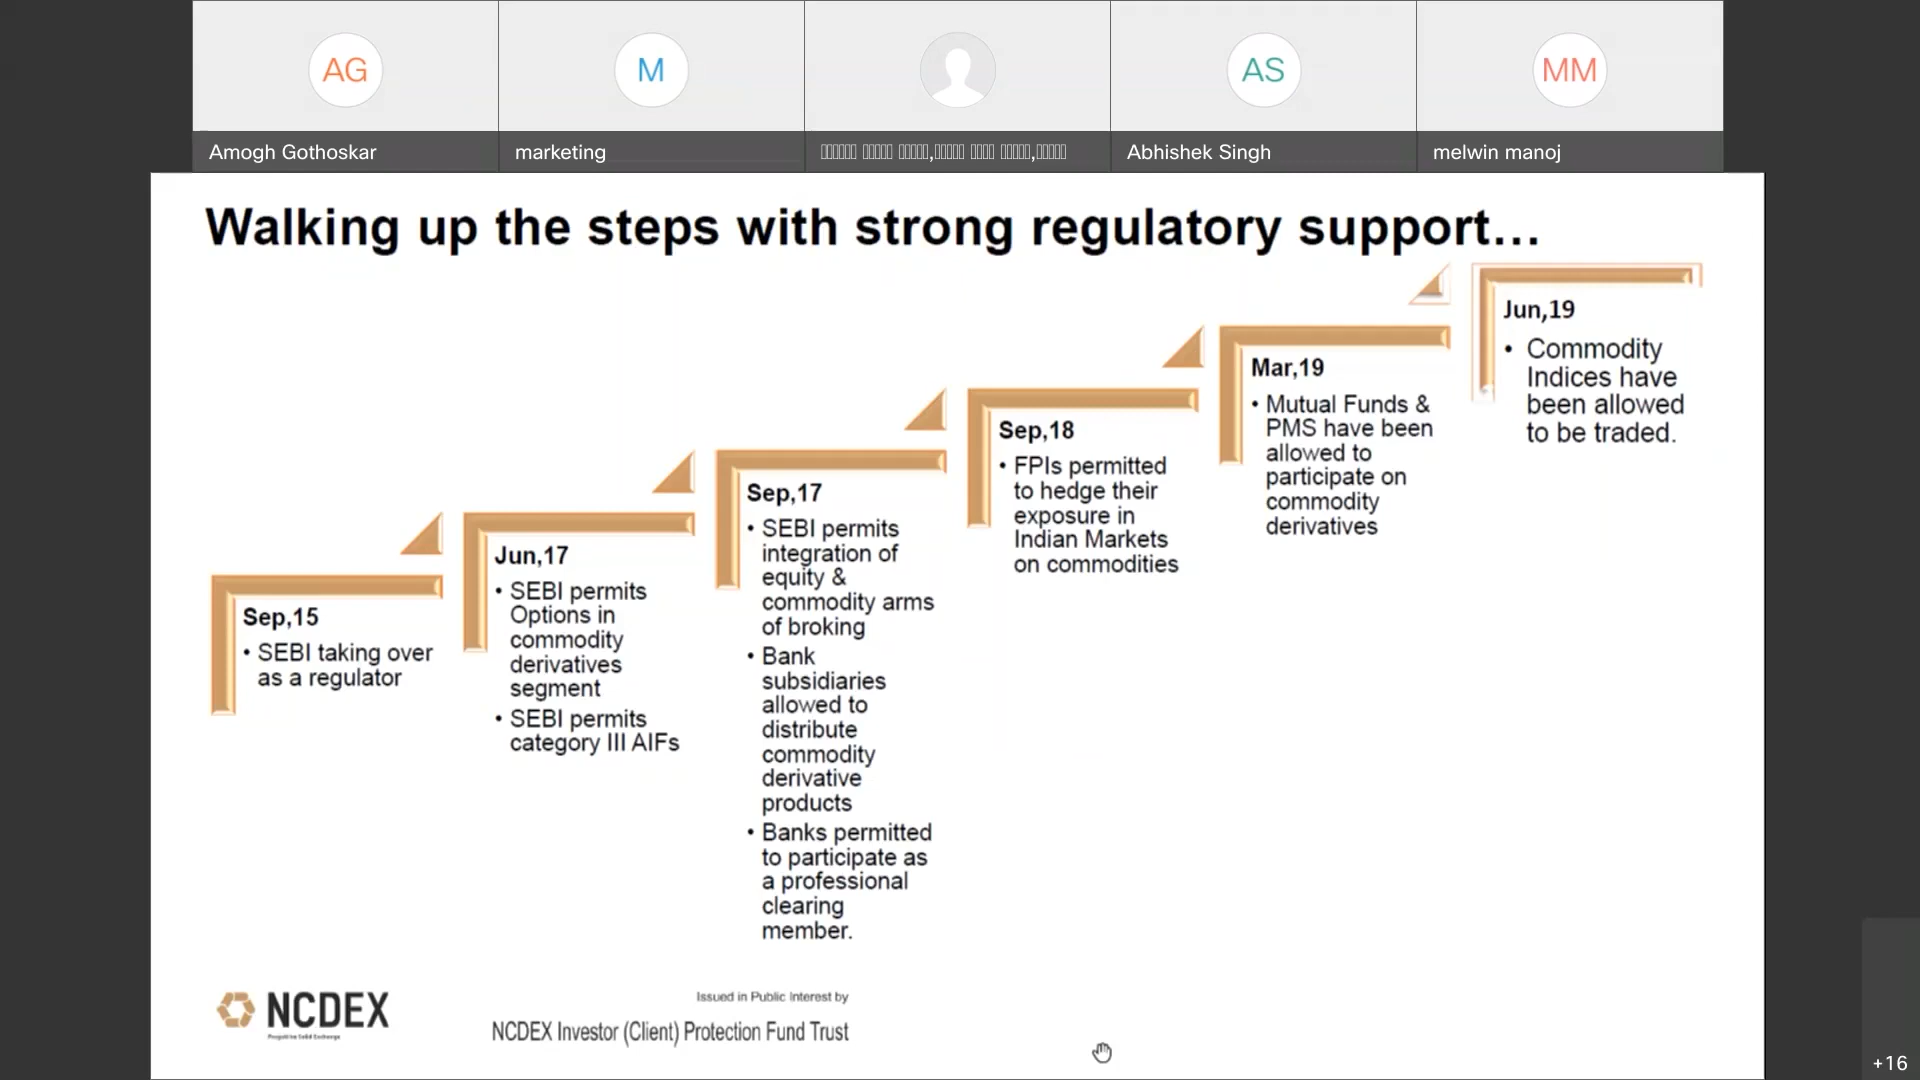 AG
M
AS
MM
Amogh Gothoskar
marketing
Abhishek Singh
melwin manoj
Walking up the steps with strong regulatory support...
Sep,15
• SEBI taking over
as a regulator
Jun,17
• SEBI permits
Options in
commodity
derivatives
segment
• SEBI permits
category III AIFs
Sep,17
• SEBI permits
integration of
equity &
commodity arms
of broking
• Bank
subsidiaries
allowed to
distribute
commodity
derivative
products
• Banks permitted
to participate as
a professional
clearing
member.
Sep,18
• FPIs permitted
to hedge their
exposure in
Indian Markets
on commodities
Mar,19
• Mutual Funds &
PMS have been
allowed to
participate on
commodity
derivatives
Jun,19
• Commodity
Indices have
been allowed
to be traded.
NCDEX
Issued in Public Interest by
NCDEX Investor (Client) Protection Fund Trust
+16